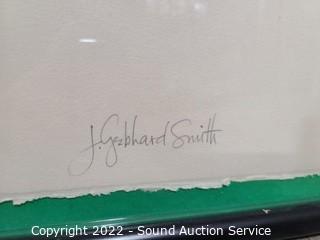 J. Gebhard Smith
Copyright 2022 - Sound Auction Service